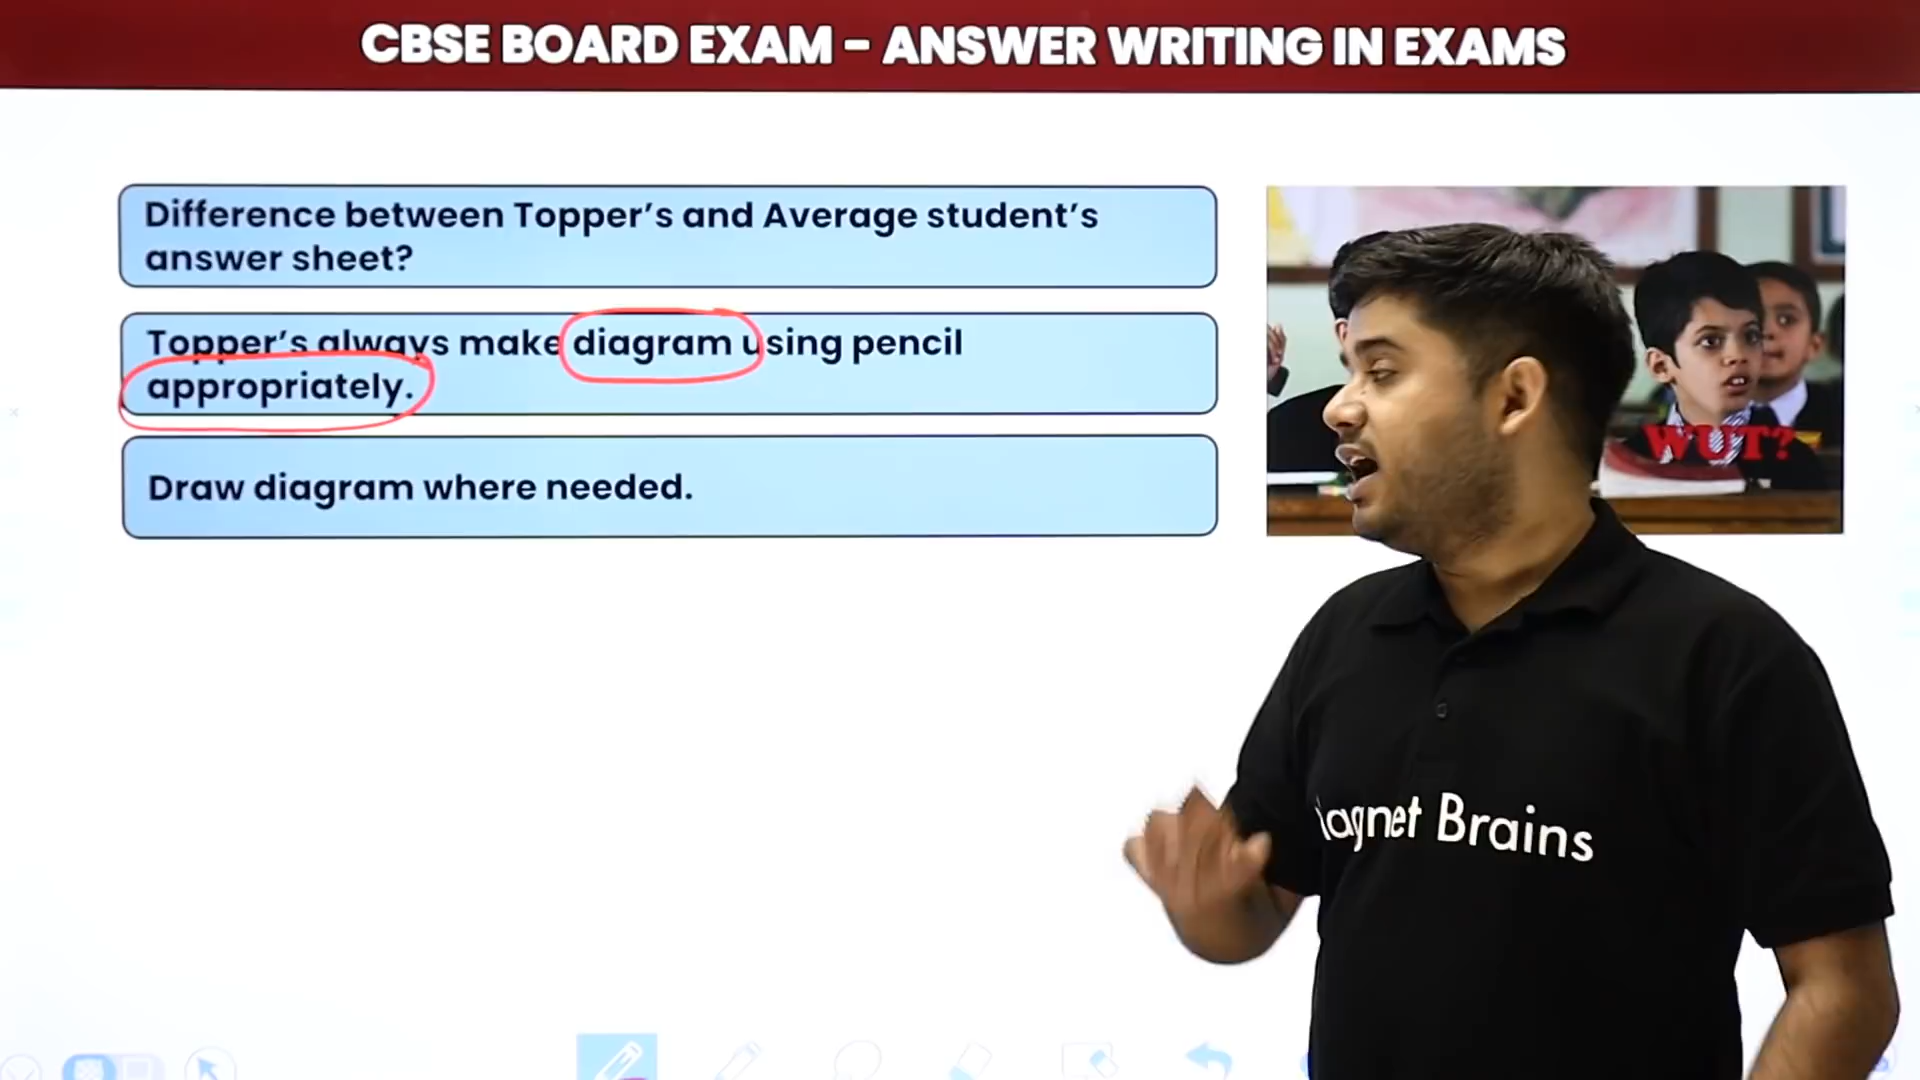 CBSE BOARD EXAM – ANSWER WRITING IN EXAMS
Difference between Topper's and Average student's
answer sheet?
Topper's always make diagram using pencil
appropriately.
Draw diagram where needed.
WUT?
agnet Brains